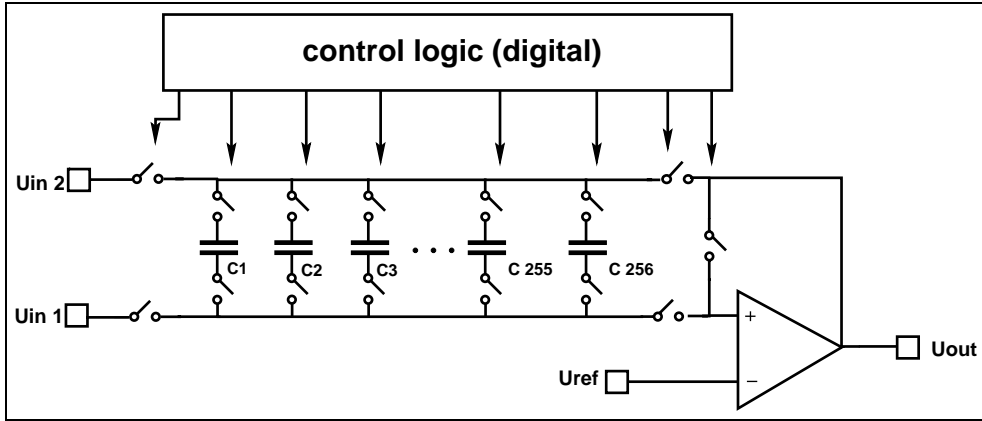 control logic (digital)
Uin 2
C1
C2
C3
. . .
C 255
C 256
Uin 1
+
−
Uref
Uout